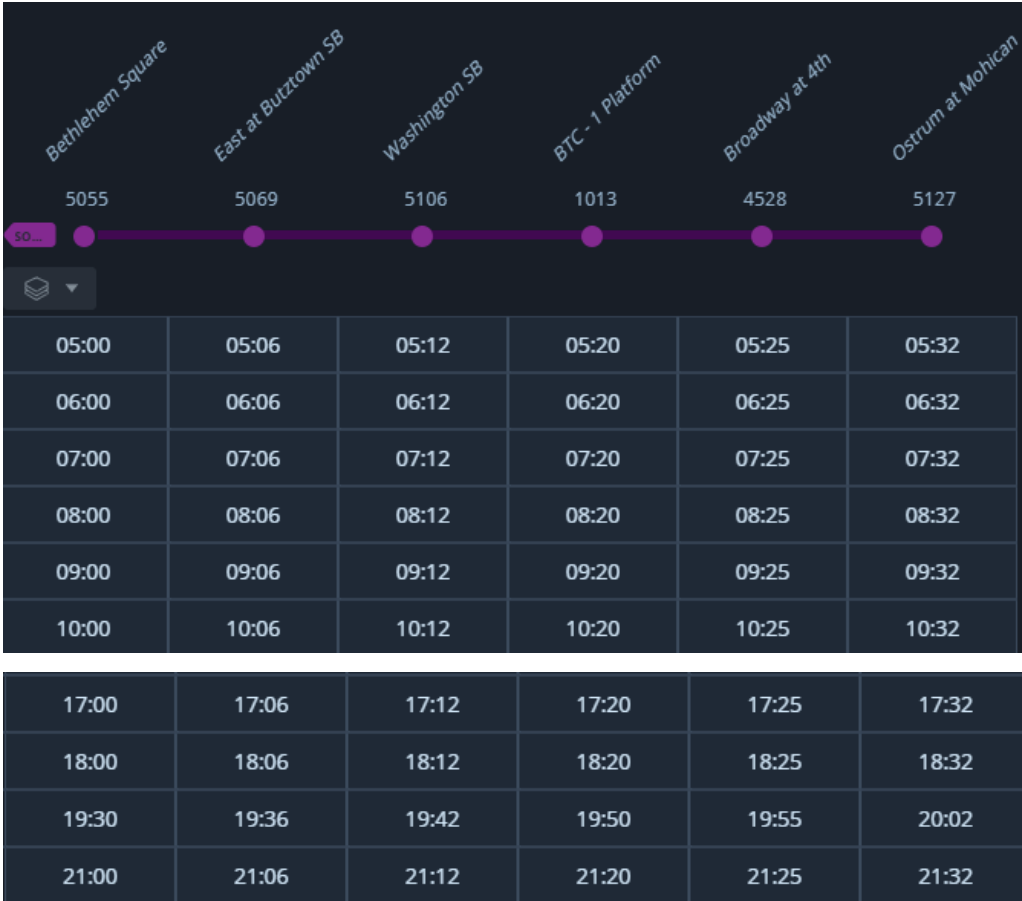 Bethlehem Square East at Butztown SB Washington SB BTC - 1 Platform Broadway at 4th Ostrum at Mohican
5055 5069 5106 1013 4528 5127
so...
05:00 05:06 05:12 05:20 05:25 05:32
06:00 06:06 06:12 06:20 06:25 06:32
07:00 07:06 07:12 07:20 07:25 07:32
08:00 08:06 08:12 08:20 08:25 08:32
09:00 09:06 09:12 09:20 09:25 09:32
10:00 10:06 10:12 10:20 10:25 10:32
17:00 17:06 17:12 17:20 17:25 17:32
18:00 18:06 18:12 18:20 18:25 18:32
19:30 19:36 19:42 19:50 19:55 20:02
21:00 21:06 21:12 21:20 21:25 21:32